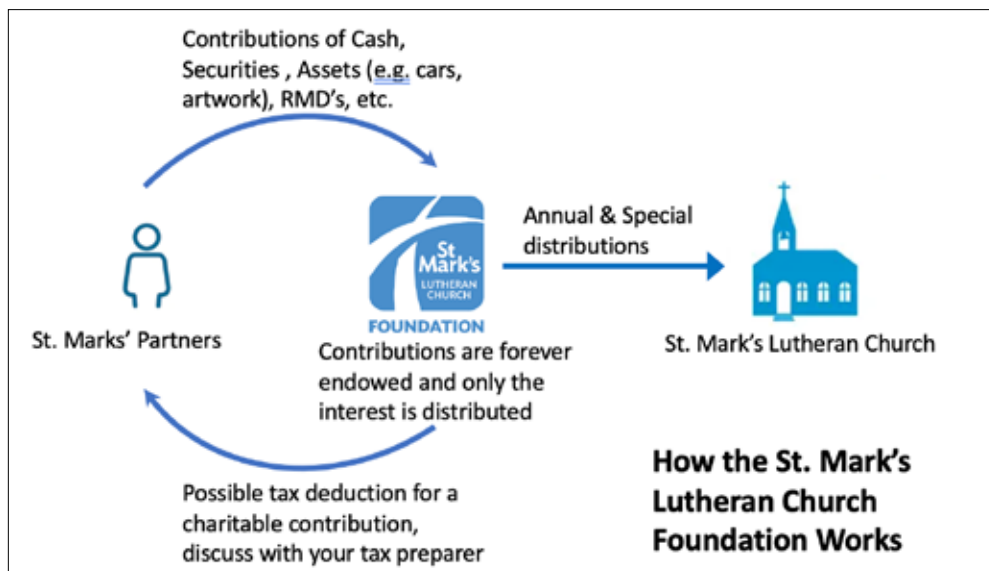 Contributions of Cash,
Securities , Assets (e.g. cars,
artwork), RMD's, etc.
St. Marks' Partners
St
Mark's
LUTHERAN
CHURCH
FOUNDATION
Contributions are forever
endowed and only the
interest is distributed
Annual & Special
distributions
St. Mark's Lutheran Church
Possible tax deduction for a
charitable contribution,
discuss with your tax preparer
How the St. Mark's
Lutheran Church
Foundation Works